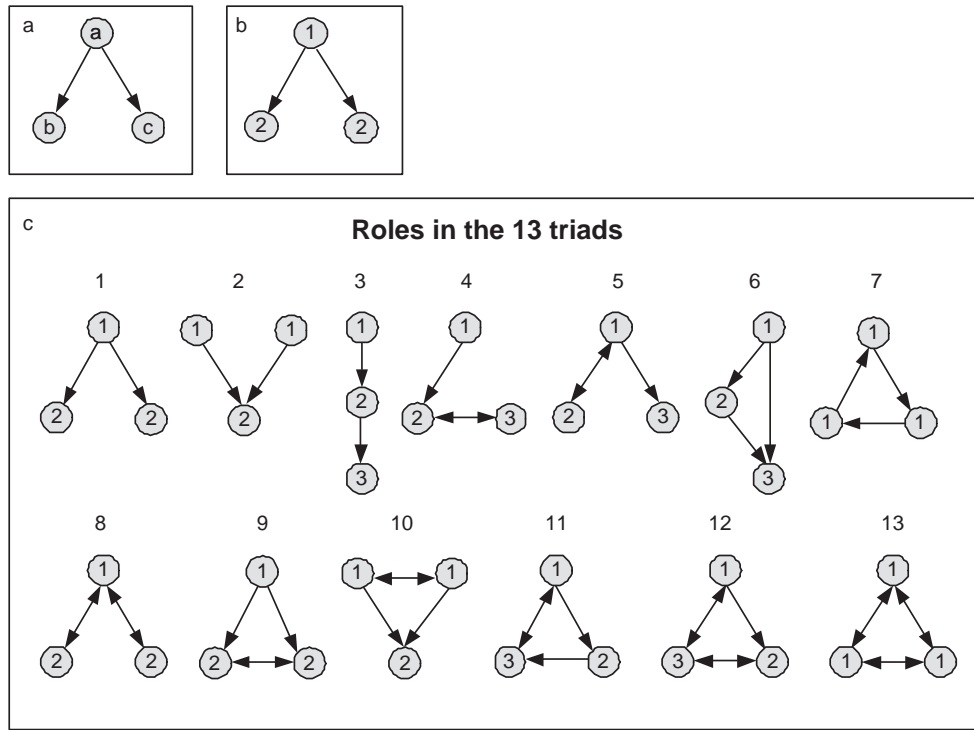 a
a
b c
b
1
2 2
c
Roles in the 13 triads
1 2 3 4 5 6 7
1 1 1 1 1 1 1 1
2 2 2 2 2 3 2 3 2 1 1
3 3
8 9 10 11 12 13
1 1 1 1 1 1 1
2 2 2 2 2 3 2 3 2 1 1